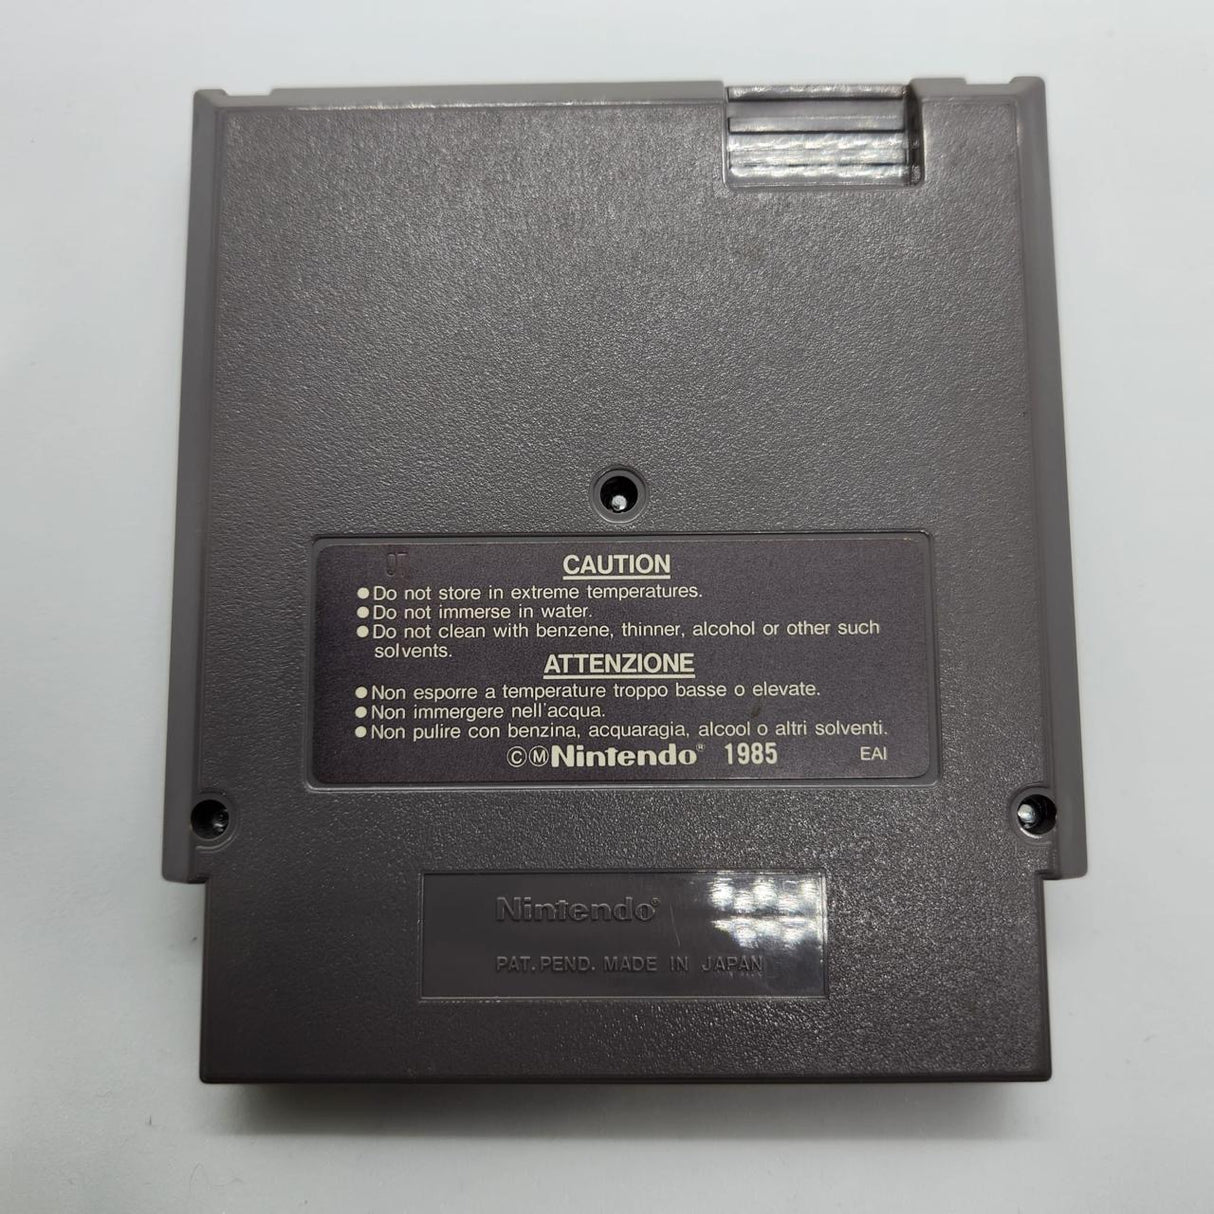 07
CAUTION
●Do not store in extreme temperatures.
●Do not immerse in water.
●Do not clean with benzene, thinner, alcohol or other such
solvents.
ATTENZIONE
●Non esporre a temperature troppo basse o elevate.
●Non immergere nell'acqua.
●Non pulire con benzina, acquaragia, alcool o altri solventi.
ⒸⓂNintendo® 1985 EAI
Nintendo®
PAT. PEND. MADE IN JAPAN